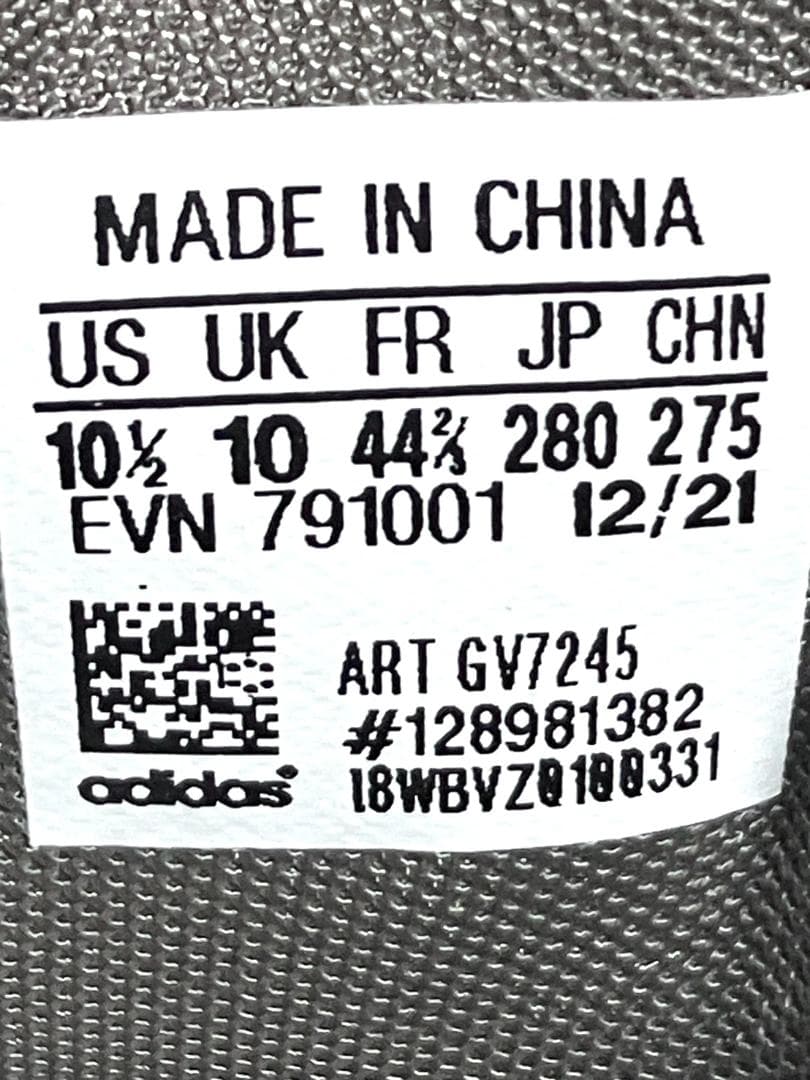 MADE IN CHINA
US UK FR JP CHN
10½ 10 44⅔ 280 275
EVN 791001 12/21
ART GV7245
#128981382
adidas
18WBVZ0100331